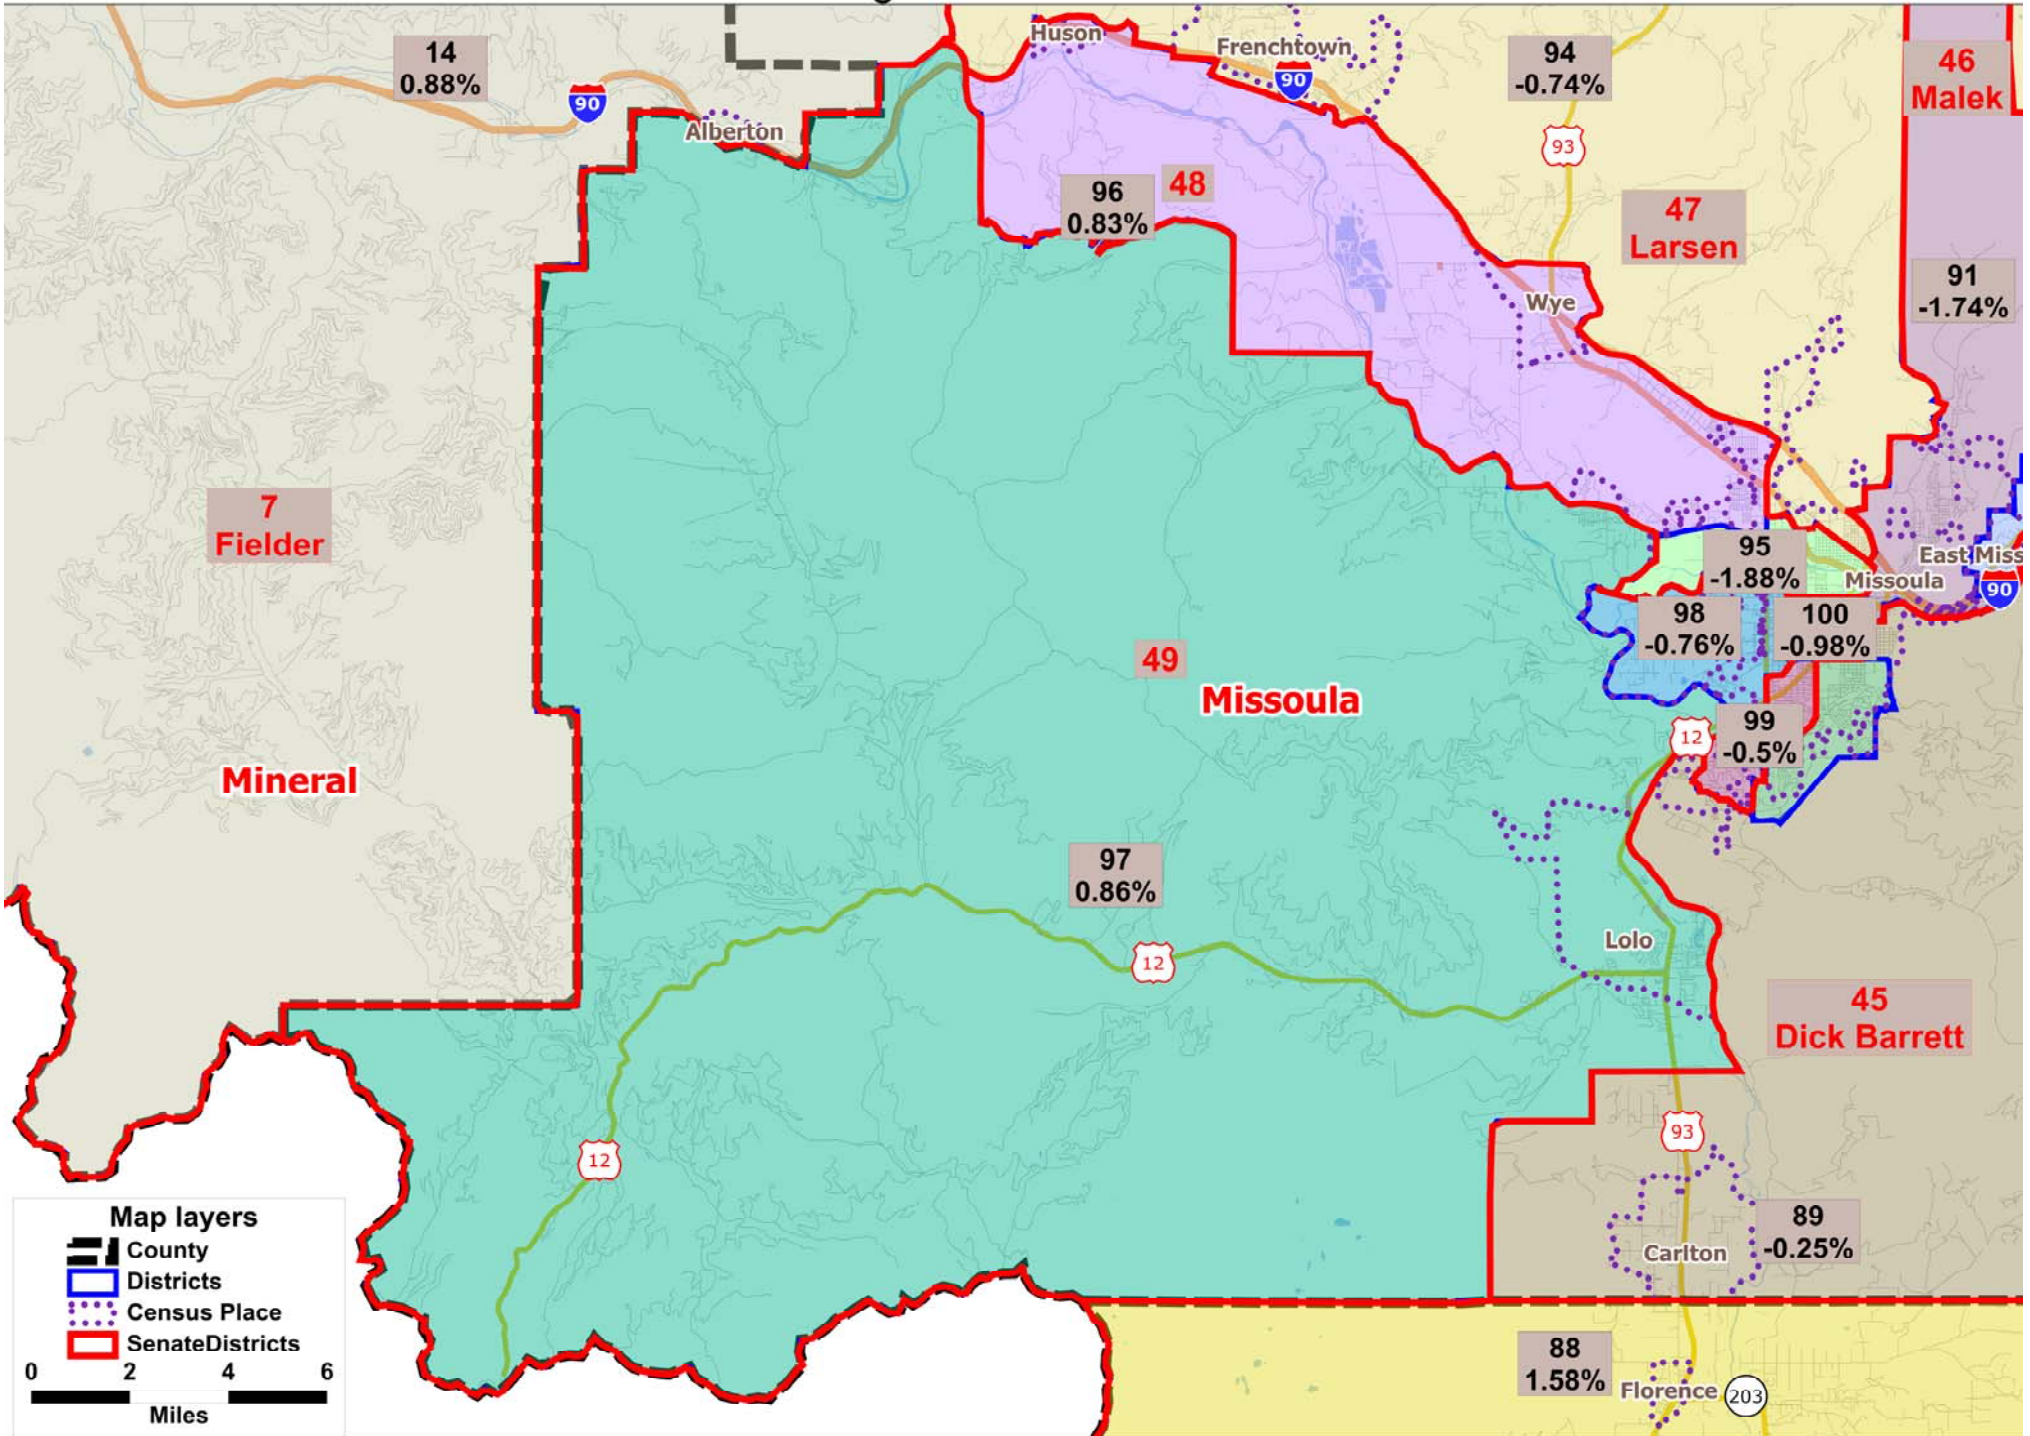 Huson
Frenchtown
90
14
0.88%
90
Alberton
94
-0.74%
46
Malek
93
96
0.83%
48
47
Larsen
91
-1.74%
Wye
7
Fielder
95
-1.88%
East Miss
Missoula
90
98
-0.76%
100
-0.98%
49
Missoula
99
-0.5%
12
Mineral
97
0.86%
12
Lolo
45
Dick Barrett
93
12
Map layers
County
Districts
Census Place
SenateDistricts
0 2 4 6
Miles
89
-0.25%
Carlton
88
1.58%
Florence
203